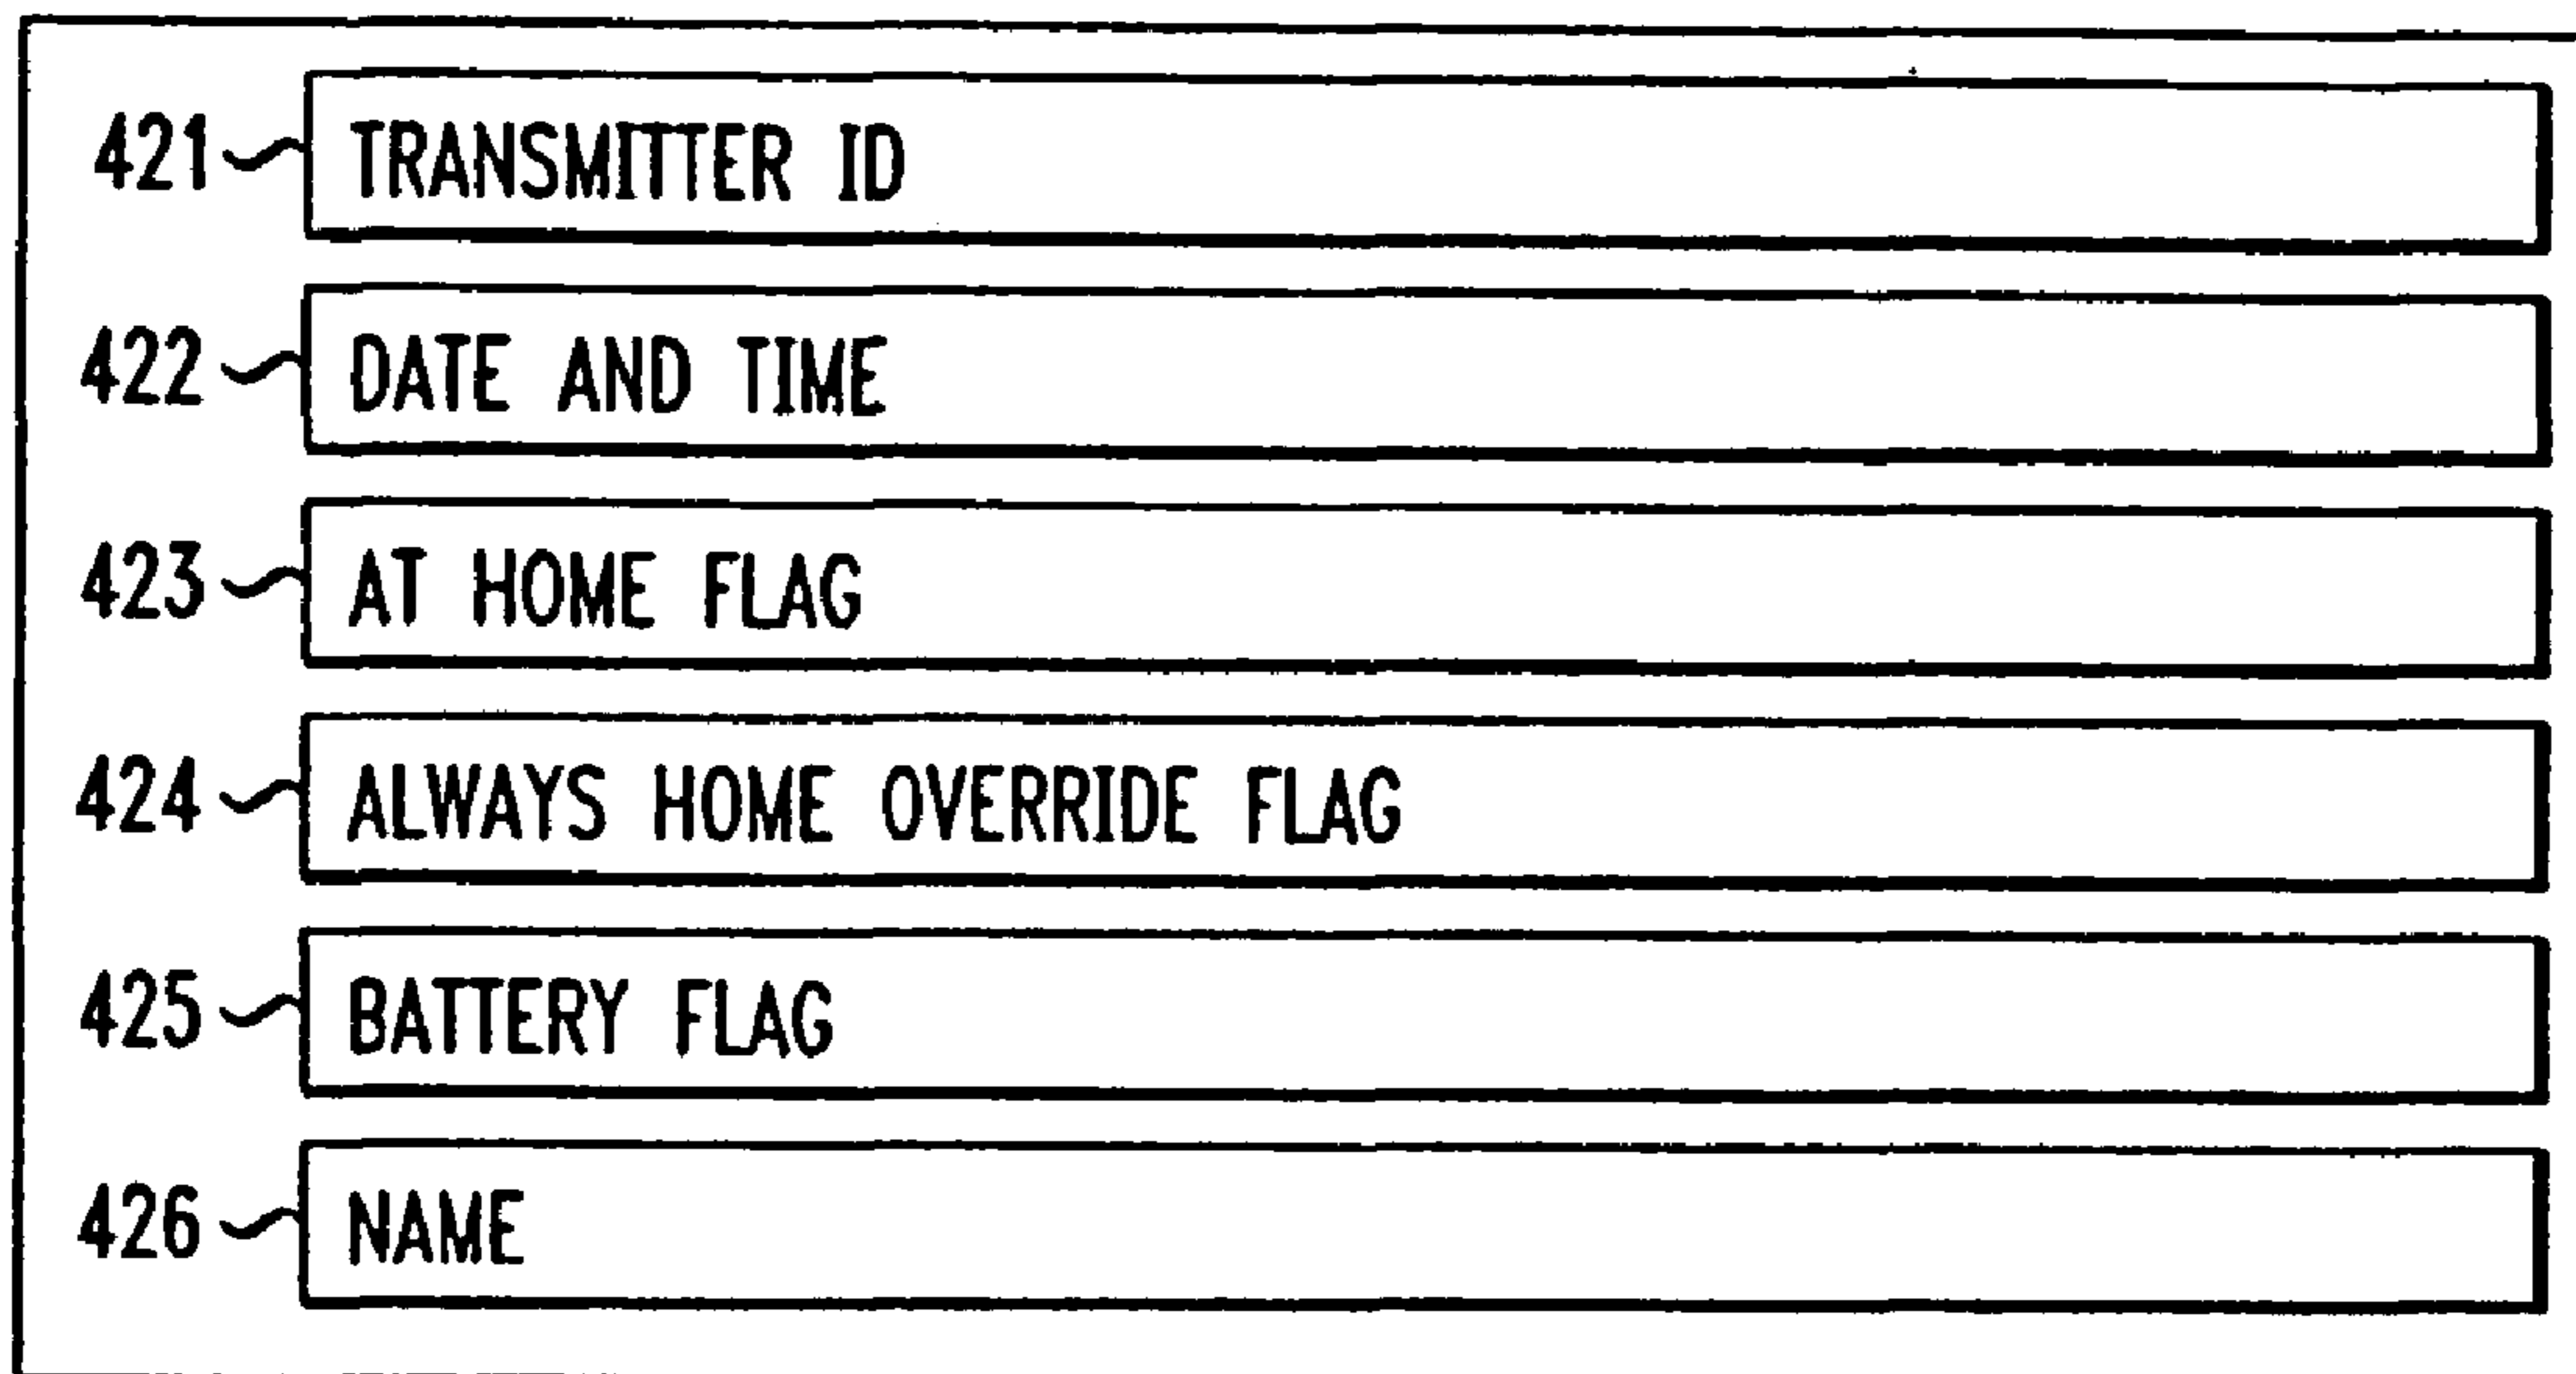 421 TRANSMITTER ID
422 DATE AND TIME
423 AT HOME FLAG
424 ALWAYS HOME OVERRIDE FLAG
425 BATTERY FLAG
426 NAME